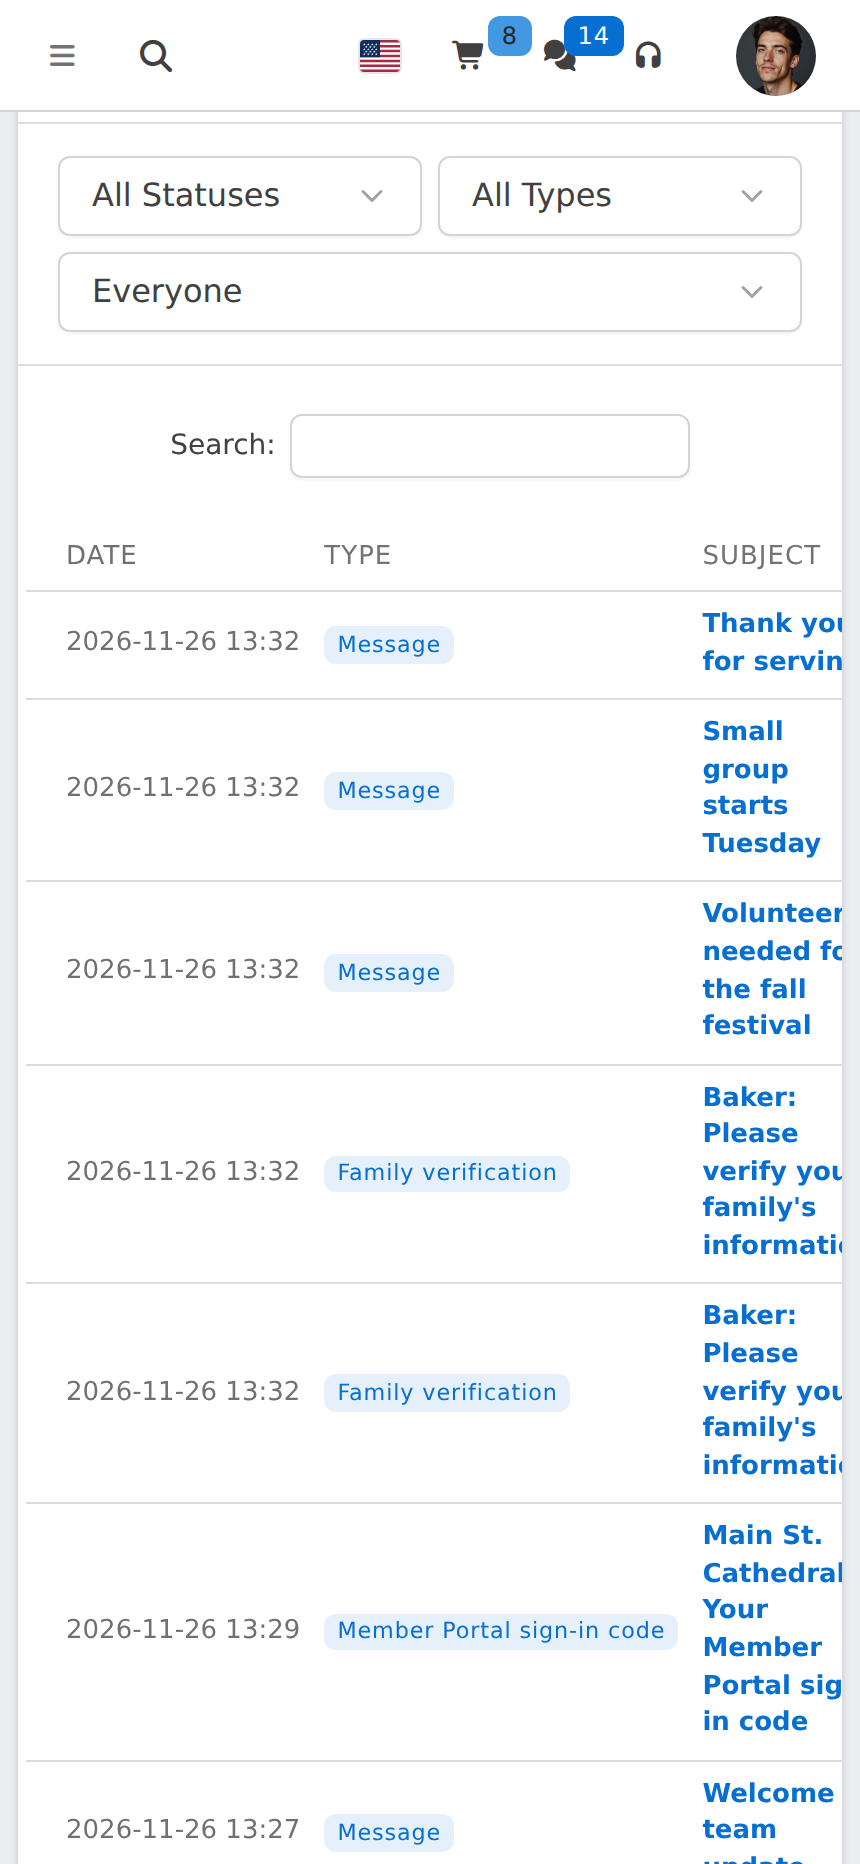 8
14
All Statuses
All Types
Everyone
Search:
DATE TYPE SUBJECT
2026-11-26 13:32 Message Thank you
for servin
2026-11-26 13:32 Message Small
group
starts
Tuesday
2026-11-26 13:32 Message Volunteer
needed fo
the fall
festival
2026-11-26 13:32 Family verification Baker:
Please
verify you
family's
informati
2026-11-26 13:32 Family verification Baker:
Please
verify you
family's
informati
2026-11-26 13:29 Member Portal sign-in code Main St.
Cathedral
Your
Member
Portal sig
in code
2026-11-26 13:27 Message Welcome
team
update